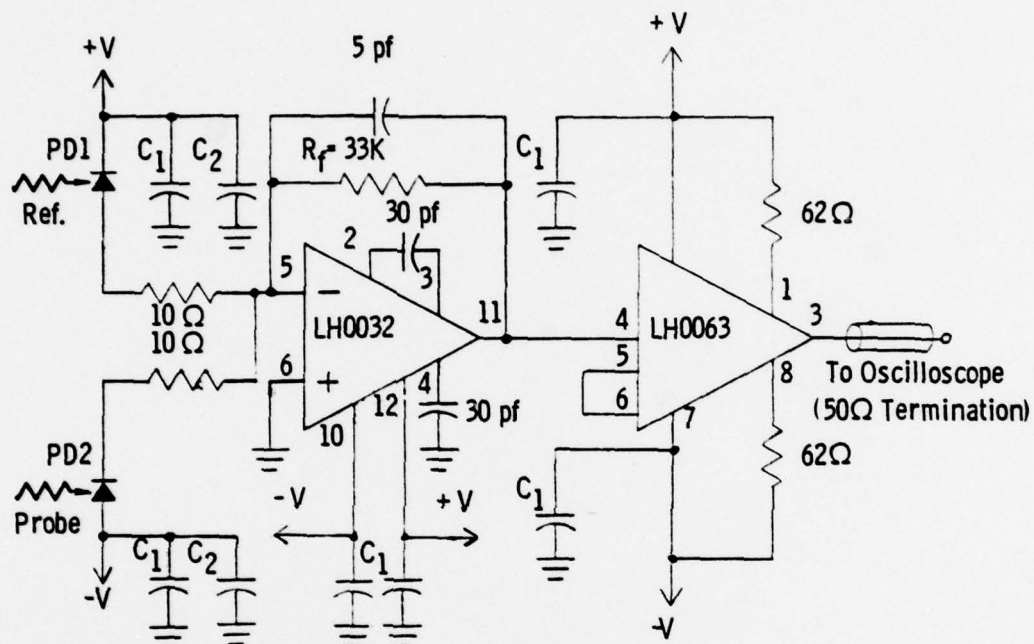 +V
5 pf
+V
PD1
C1
C2
Rf= 33K
C1
62Ω
Ref.
30 pf
2
3
5
−
10 Ω
10 Ω
LH0032
11
1
3
4
LH0063
6
+
5
6
8
4
12
10
30 pf
7
To Oscilloscope
(50Ω Termination)
PD2
62Ω
Probe
-V
+V
C1
C1
C2
C1
-V
-V